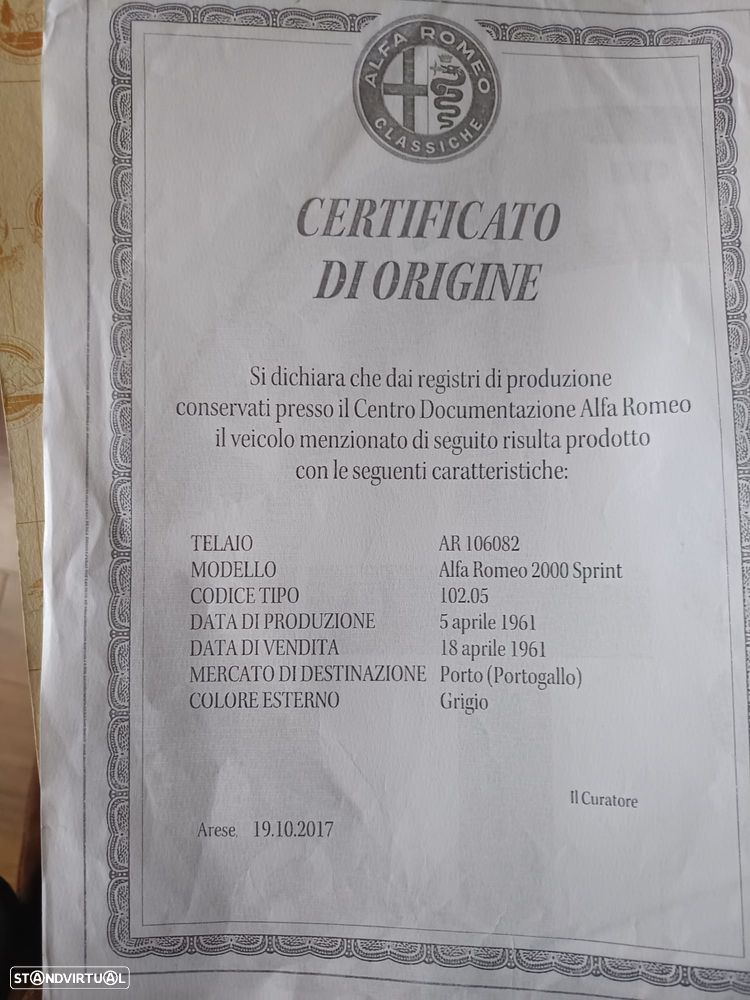 ALFA ROMEO
CLASSICHE
CERTIFICATO
DI ORIGINE
Si dichiara che dai registri di produzione
conservati presso il Centro Documentazione Alfa Romeo
il veicolo menzionato di seguito risulta prodotto
con le seguenti caratteristiche:
TELAIO AR 106082
MODELLO Alfa Romeo 2000 Sprint
CODICE TIPO 102.05
DATA DI PRODUZIONE 5 aprile 1961
DATA DI VENDITA 18 aprile 1961
MERCATO DI DESTINAZIONE Porto (Portogallo)
COLORE ESTERNO Grigio
Il Curatore
Arese, 19.10.2017
STANDVIRTUAL